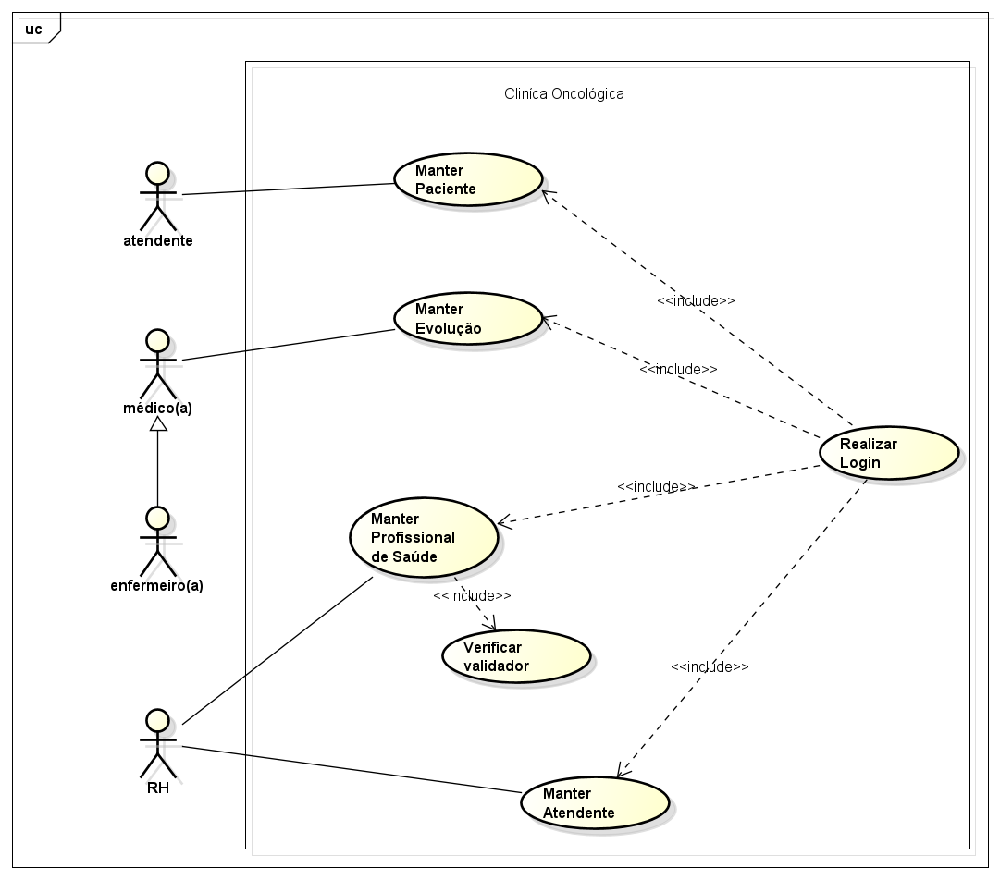 uc
Cliníca Oncológica
Manter
Paciente
atendente
<<include>>
Manter
Evolução
médico(a)
<<include>>
Realizar
Login
<<include>>
Manter
Profissional
de Saúde
enfermeiro(a)
<<include>>
Verificar
validador
<<include>>
RH
Manter
Atendente